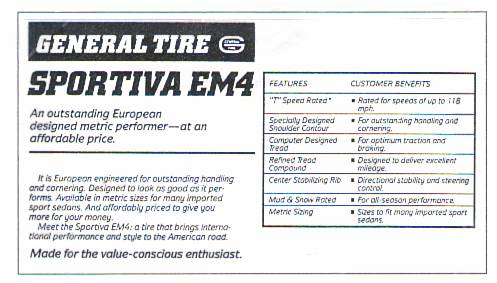 GENERAL TIRE
SPORTIVA EM4
An outstanding European
designed metric performer—at an
affordable price.
It is European engineered for outstanding handling
and cornering. Designed to look as good as it per-
forms. Available in metric sizes for many imported
sport sedans. And affordably priced to give you
more for your money.
Meet the Sportiva EM4: a tire that brings interna-
tional performance and style to the American road.
Made for the value-conscious enthusiast.
FEATURES CUSTOMER BENEFITS
"T" Speed Rated* ▪ Rated for speeds of up to 118
mph.
Specially Designed ▪ For outstanding handling and
Shoulder Contour cornering.
Computer Designed ▪ For optimum traction and
Tread braking.
Refined Tread ▪ Designed to deliver excellent
Compound mileage.
Center Stabilizing Rib ▪ Directional stability and steering
control.
Mud & Snow Rated ▪ For all-season performance.
Metric Sizing ▪ Sizes to fit many imported sport
sedans.